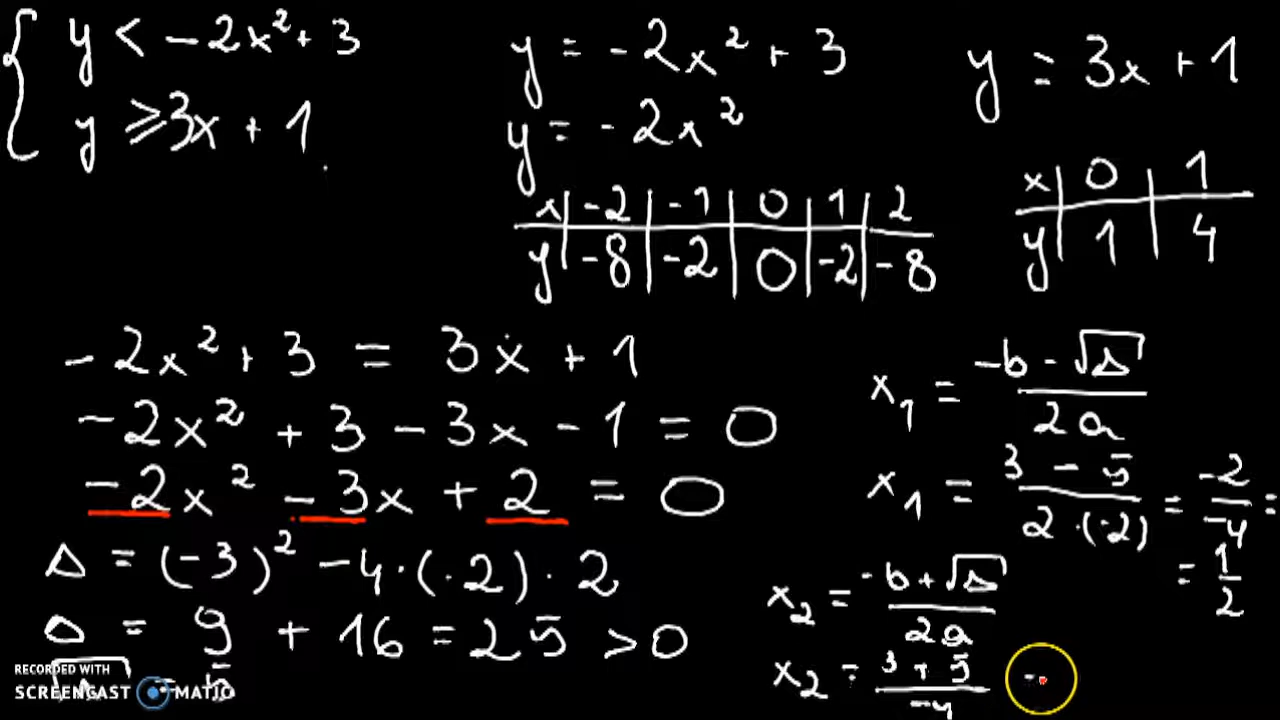 { y < -2x² + 3
y ≥ 3x + 1
y = -2x² + 3
y = -2x²
x | -2 | -1 | 0 | 1 | 2
y | -8 | -2 | 0 | -2 | -8
y = 3x + 1
x | 0 | 1
y | 1 | 4
-2x² + 3 = 3x + 1
-2x² + 3 - 3x - 1 = 0
-2x² - 3x + 2 = 0
Δ = (-3)² - 4·(-2)·2
Δ = 9 + 16 = 25 > 0
√Δ = 5
x₁ = (-b - √Δ)/(2a)
x₁ = (3 - 5)/(2·(-2)) = (-2)/(-4) =
= 1/2
x₂ = (-b + √Δ)/(2a)
x₂ = (3 + 5)/(-4) =
RECORDED WITH
SCREENCAST MATIC